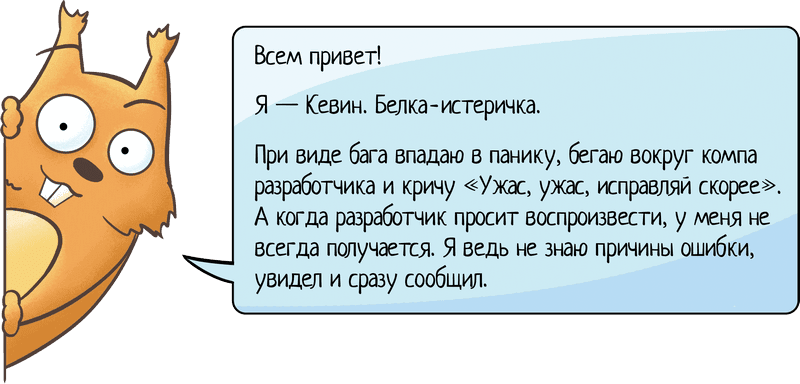 Всем привет!
Я — Кевин. Белка-истеричка.
При виде бага впадаю в панику, бегаю вокруг компа
разработчика и кричу «Ужас, ужас, исправляй скорее».
А когда разработчик просит воспроизвести, у меня не
всегда получается. Я ведь не знаю причины ошибки,
увидел и сразу сообщил.